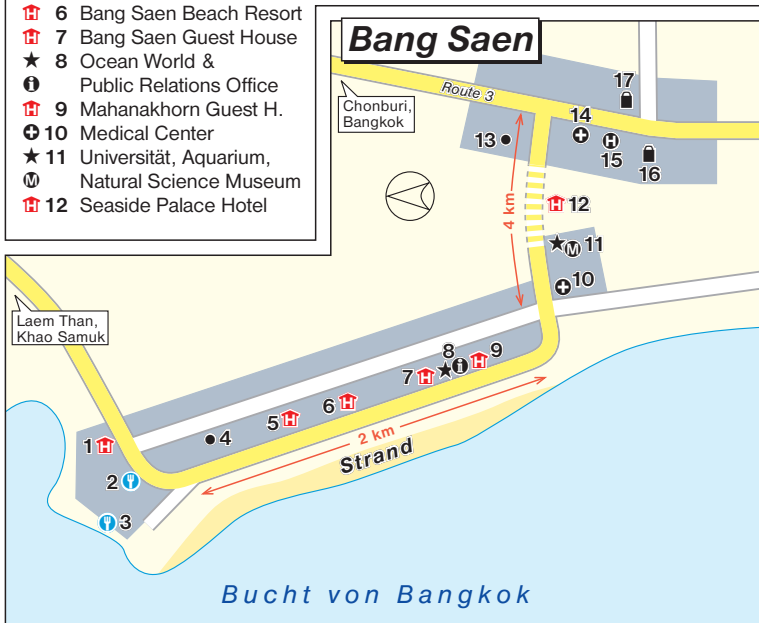 6 Bang Saen Beach Resort
7 Bang Saen Guest House
8 Ocean World &
Public Relations Office
9 Mahanakhorn Guest H.
10 Medical Center
11 Universität, Aquarium,
M Natural Science Museum
12 Seaside Palace Hotel
Bang Saen
Route 3
Chonburi,
Bangkok
17
14
13
H
15
16
4 km
12
M 11
10
Laem Than,
Khao Samuk
8
9
7
6
5
4
1
2
3
2 km
Strand
Bucht von Bangkok